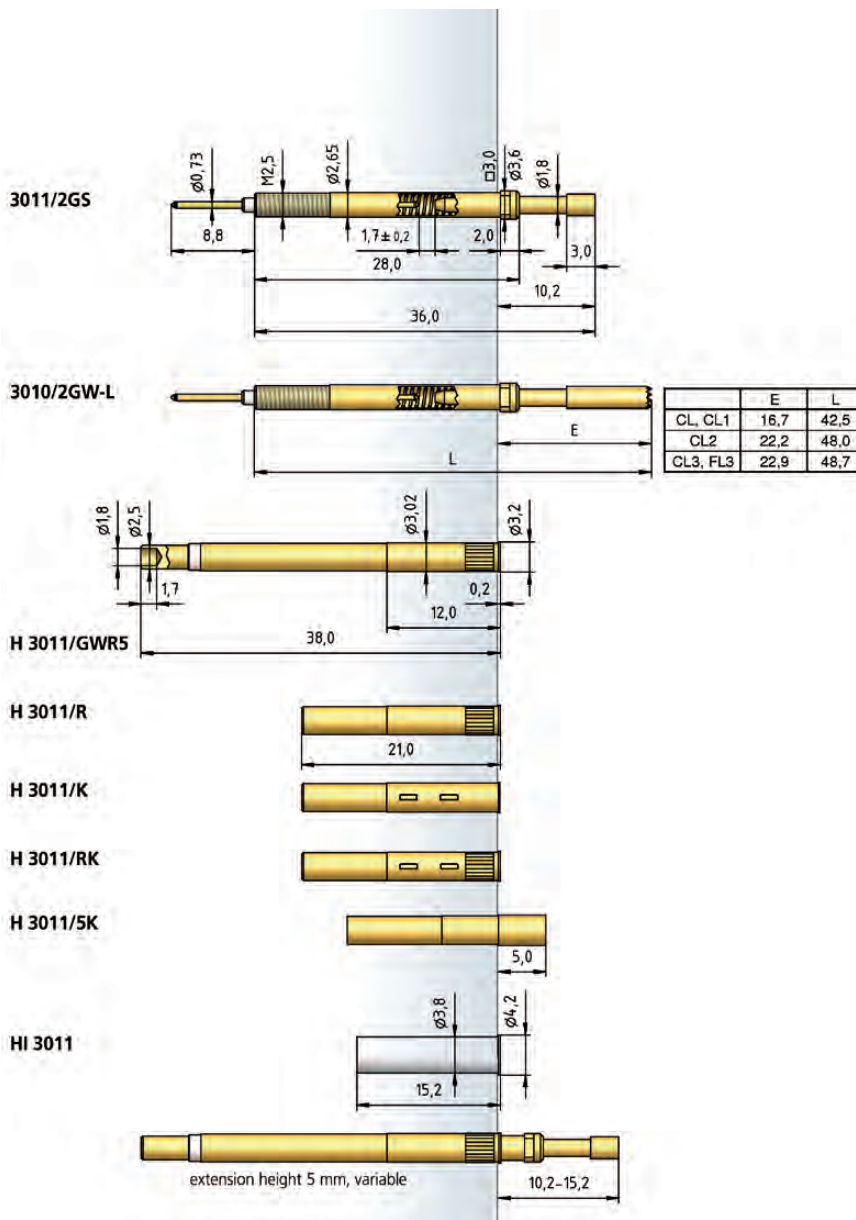 3011/2GS
Ø0,73
M2,5
Ø2,65
□3,0
Ø3,6
Ø1,8
8,8
1,7± 0,2
2,0
3,0
28,0
10,2
36,0
3010/2GW-L
E
L
E L
CL, CL1 16,7 42,5
CL2 22,2 48,0
CL3, FL3 22,9 48,7
Ø1,8
Ø2,5
Ø3,02
Ø3,2
1,7
0,2
12,0
38,0
H 3011/GWR5
H 3011/R
21,0
H 3011/K
H 3011/RK
H 3011/5K
5,0
HI 3011
Ø3,8
Ø4,2
15,2
extension height 5 mm, variable
10,2–15,2